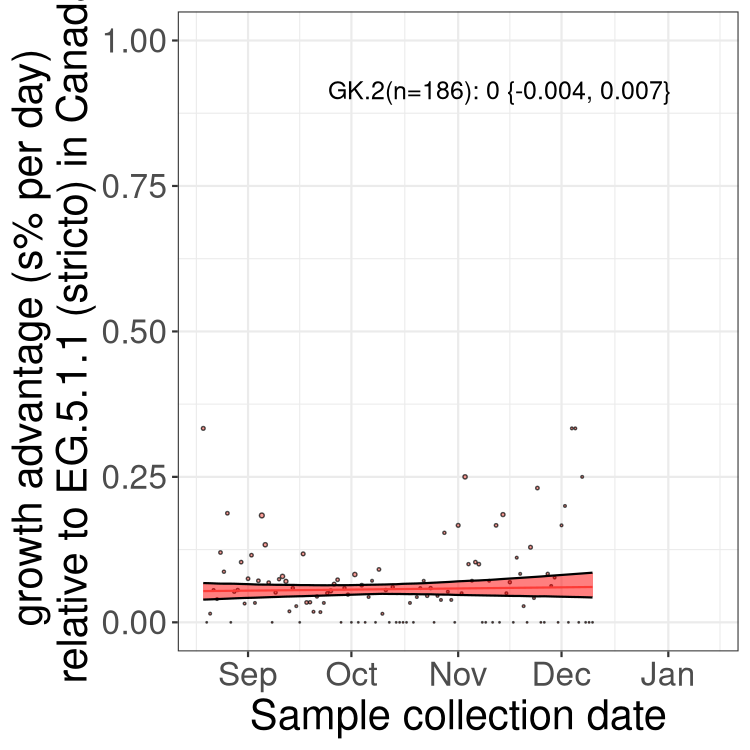 growth advantage (s% per day)
relative to EG.5.1.1 (stricto) in Canada
1.00
0.75
0.50
0.25
0.00
GK.2(n=186): 0 {-0.004, 0.007}
Sep Oct Nov Dec Jan
Sample collection date